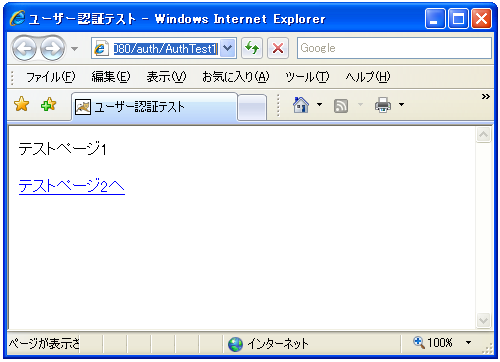 ユーザー認証テスト - Windows Internet Explorer
080/auth/AuthTest1
Google
ファイル(F) 編集(E) 表示(V) お気に入り(A) ツール(T) ヘルプ(H)
ユーザー認証テスト
テストページ1
テストページ2へ
ページが表示さ インターネット 100%